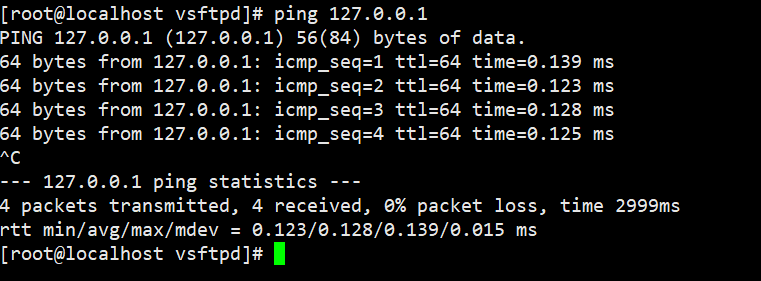 [root@localhost vsftpd]# ping 127.0.0.1
PING 127.0.0.1 (127.0.0.1) 56(84) bytes of data.
64 bytes from 127.0.0.1: icmp_seq=1 ttl=64 time=0.139 ms
64 bytes from 127.0.0.1: icmp_seq=2 ttl=64 time=0.123 ms
64 bytes from 127.0.0.1: icmp_seq=3 ttl=64 time=0.128 ms
64 bytes from 127.0.0.1: icmp_seq=4 ttl=64 time=0.125 ms
^C
--- 127.0.0.1 ping statistics ---
4 packets transmitted, 4 received, 0% packet loss, time 2999ms
rtt min/avg/max/mdev = 0.123/0.128/0.139/0.015 ms
[root@localhost vsftpd]#